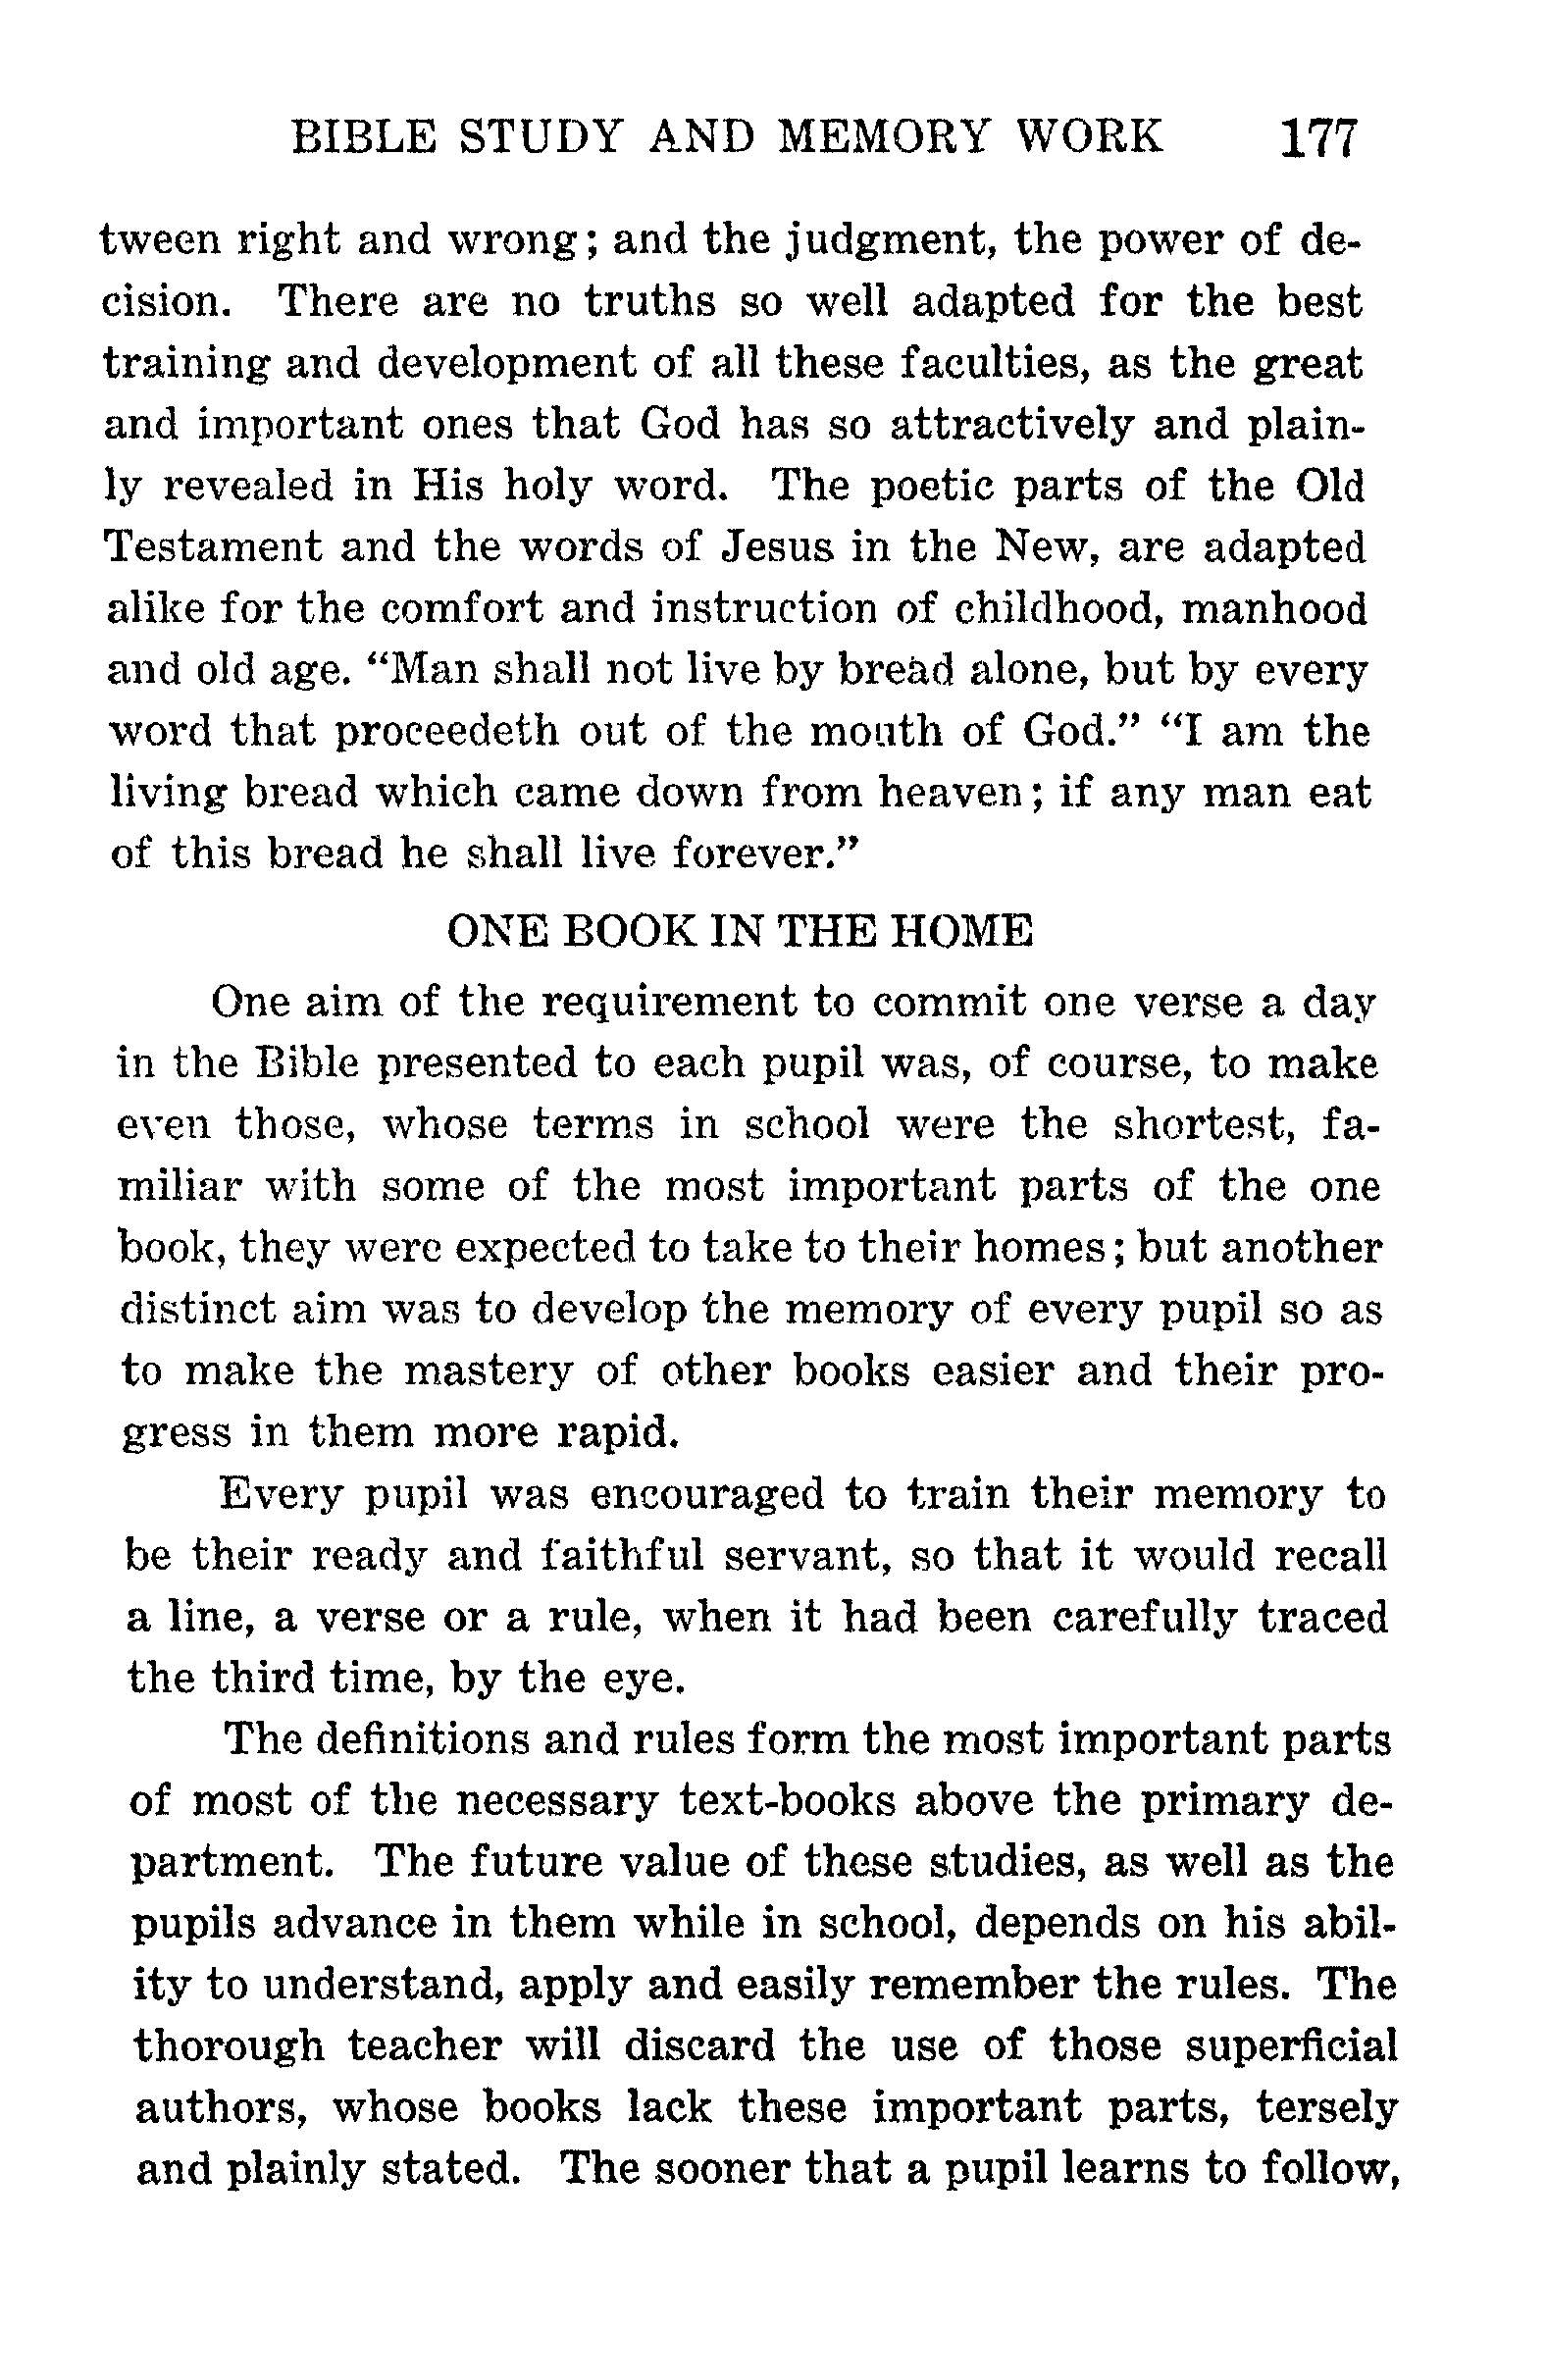 BIBLE STUDY AND MEMORY WORK 177
tween right and wrong; and the judgment, the power of de-
cision. There are no truths so well adapted for the best
training and development of all these faculties, as the great
and important ones that God has so attractively and plain-
ly revealed in His holy word. The poetic parts of the Old
Testament and the words of Jesus in the New, are adapted
alike for the comfort and instruction of childhood, manhood
and old age. “Man shall not live by bread alone, but by every
word that proceedeth out of the mouth of God.” “I am the
living bread which came down from heaven; if any man eat
of this bread he shall live forever.”
ONE BOOK IN THE HOME
One aim of the requirement to commit one verse a day
in the Bible presented to each pupil was, of course, to make
even those, whose terms in school were the shortest, fa-
miliar with some of the most important parts of the one
book, they were expected to take to their homes; but another
distinct aim was to develop the memory of every pupil so as
to make the mastery of other books easier and their pro-
gress in them more rapid.
Every pupil was encouraged to train their memory to
be their ready and faithful servant, so that it would recall
a line, a verse or a rule, when it had been carefully traced
the third time, by the eye.
The definitions and rules form the most important parts
of most of the necessary text-books above the primary de-
partment. The future value of these studies, as well as the
pupils advance in them while in school, depends on his abil-
ity to understand, apply and easily remember the rules. The
thorough teacher will discard the use of those superficial
authors, whose books lack these important parts, tersely
and plainly stated. The sooner that a pupil learns to follow,